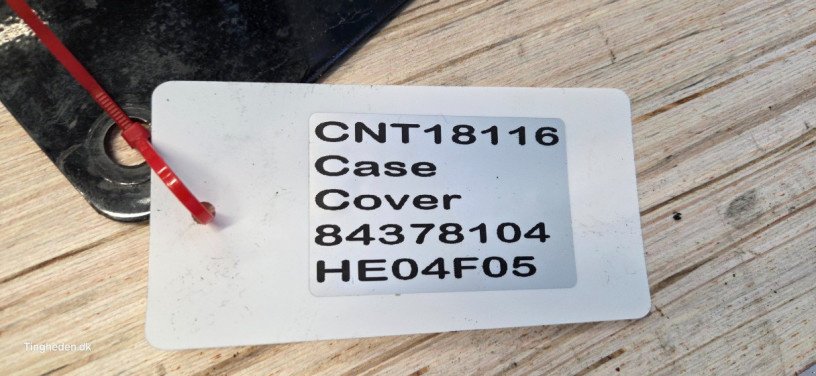 CNT18116
Case
Cover
84378104
HE04F05
Tingheden.dk